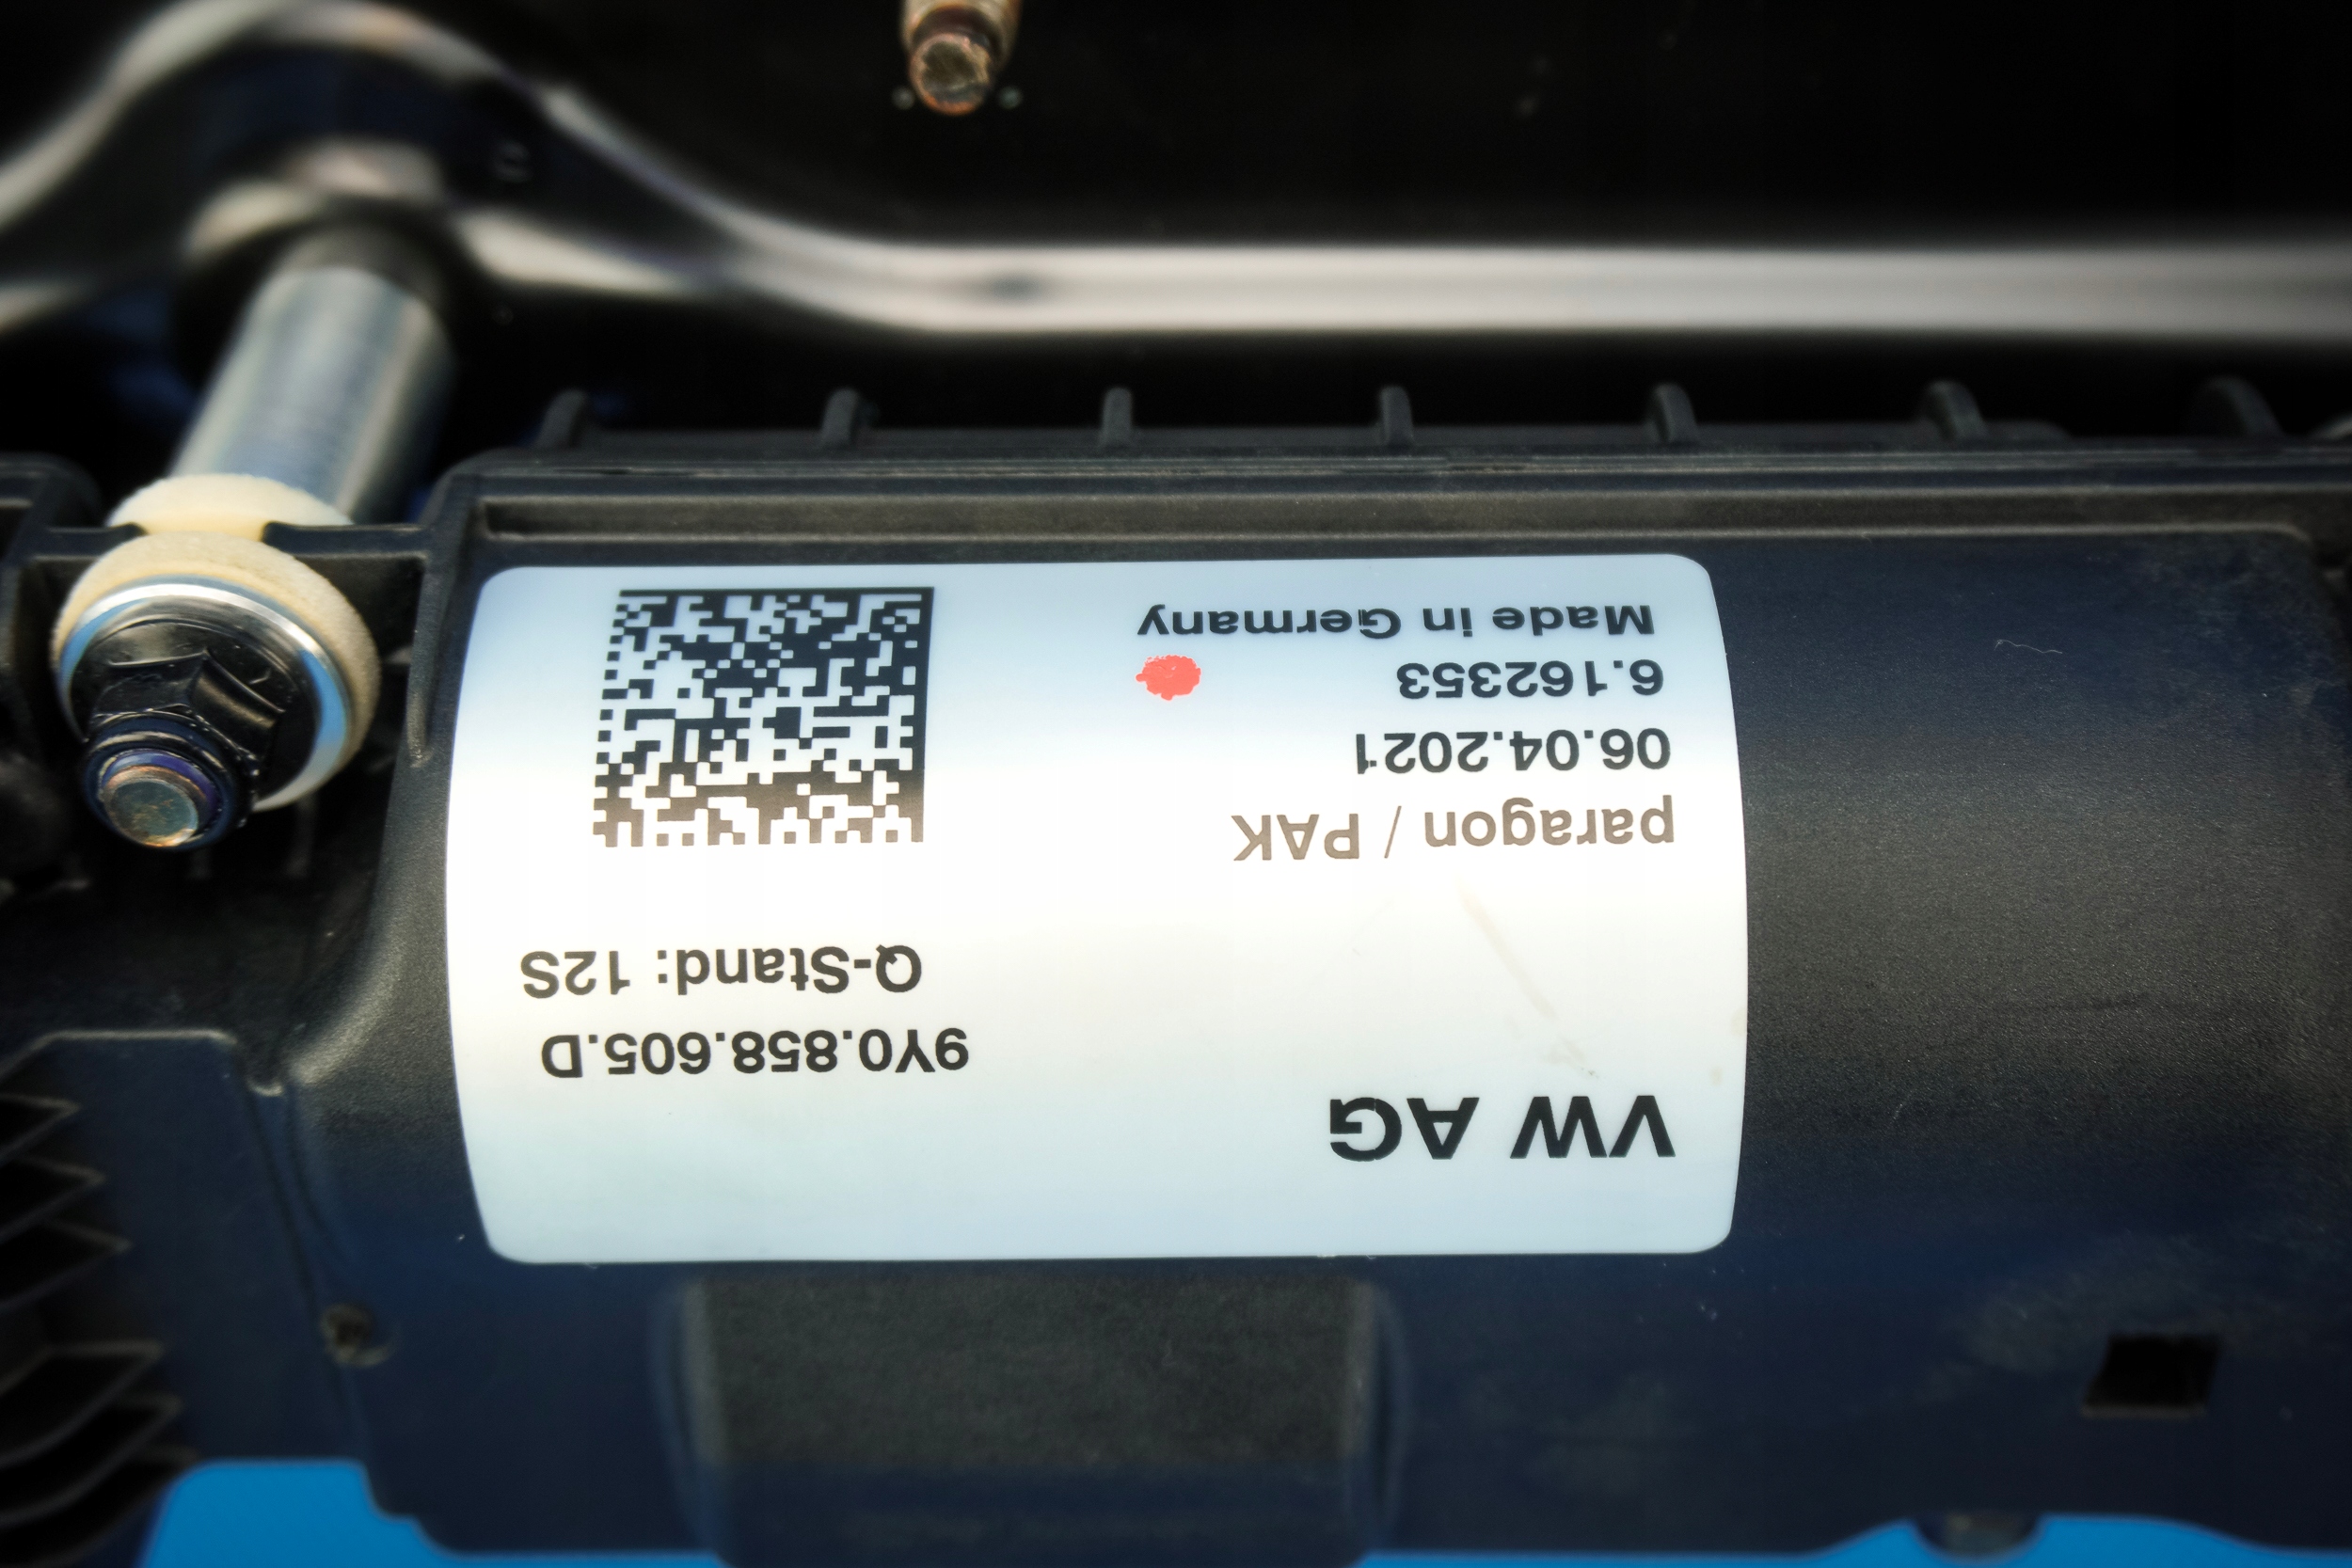 VW AG
9Y0.858.605.D
Q-Stand: 12S
paragon / PAK
06.04.2021
6.162353
Made in Germany